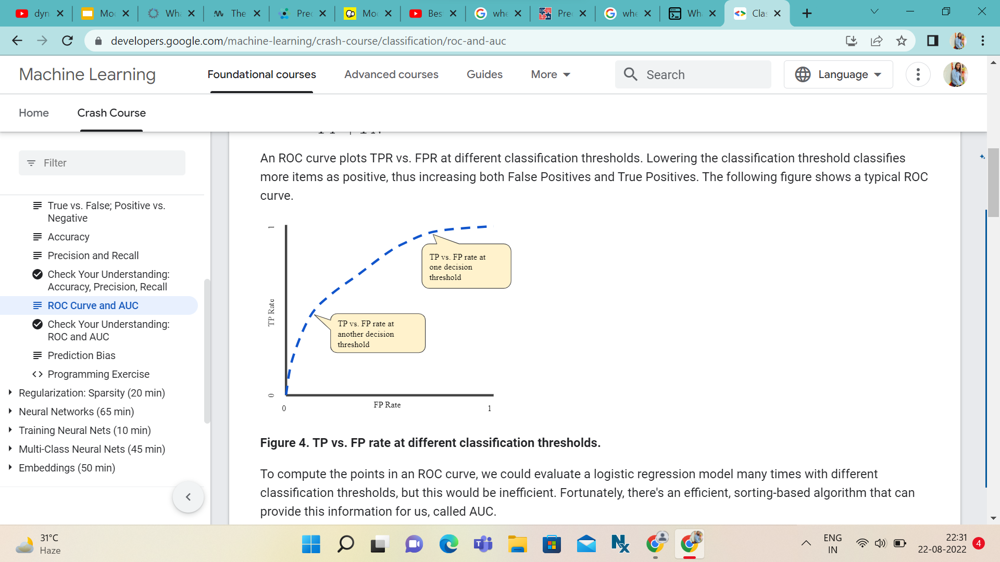 dyn
Moc
Wha
The
Prec
Moc
Bes
whe
Pre
whe
Wha
Clas
developers.google.com/machine-learning/crash-course/classification/roc-and-auc
Machine Learning
Foundational courses
Advanced courses
Guides
More
Search
Language
Home
Crash Course
Filter
True vs. False; Positive vs.
Negative
Accuracy
Precision and Recall
Check Your Understanding:
Accuracy, Precision, Recall
ROC Curve and AUC
Check Your Understanding:
ROC and AUC
Prediction Bias
Programming Exercise
Regularization: Sparsity (20 min)
Neural Networks (65 min)
Training Neural Nets (10 min)
Multi-Class Neural Nets (45 min)
Embeddings (50 min)
An ROC curve plots TPR vs. FPR at different classification thresholds. Lowering the classification threshold classifies
more items as positive, thus increasing both False Positives and True Positives. The following figure shows a typical ROC
curve.
1
TP Rate
0
TP vs. FP rate at
one decision
threshold
TP vs. FP rate at
another decision
threshold
0
FP Rate
1
Figure 4. TP vs. FP rate at different classification thresholds.
To compute the points in an ROC curve, we could evaluate a logistic regression model many times with different
classification thresholds, but this would be inefficient. Fortunately, there's an efficient, sorting-based algorithm that can
provide this information for us, called AUC.
31°C
Haze
ENG
IN
22:31
22-08-2022
4